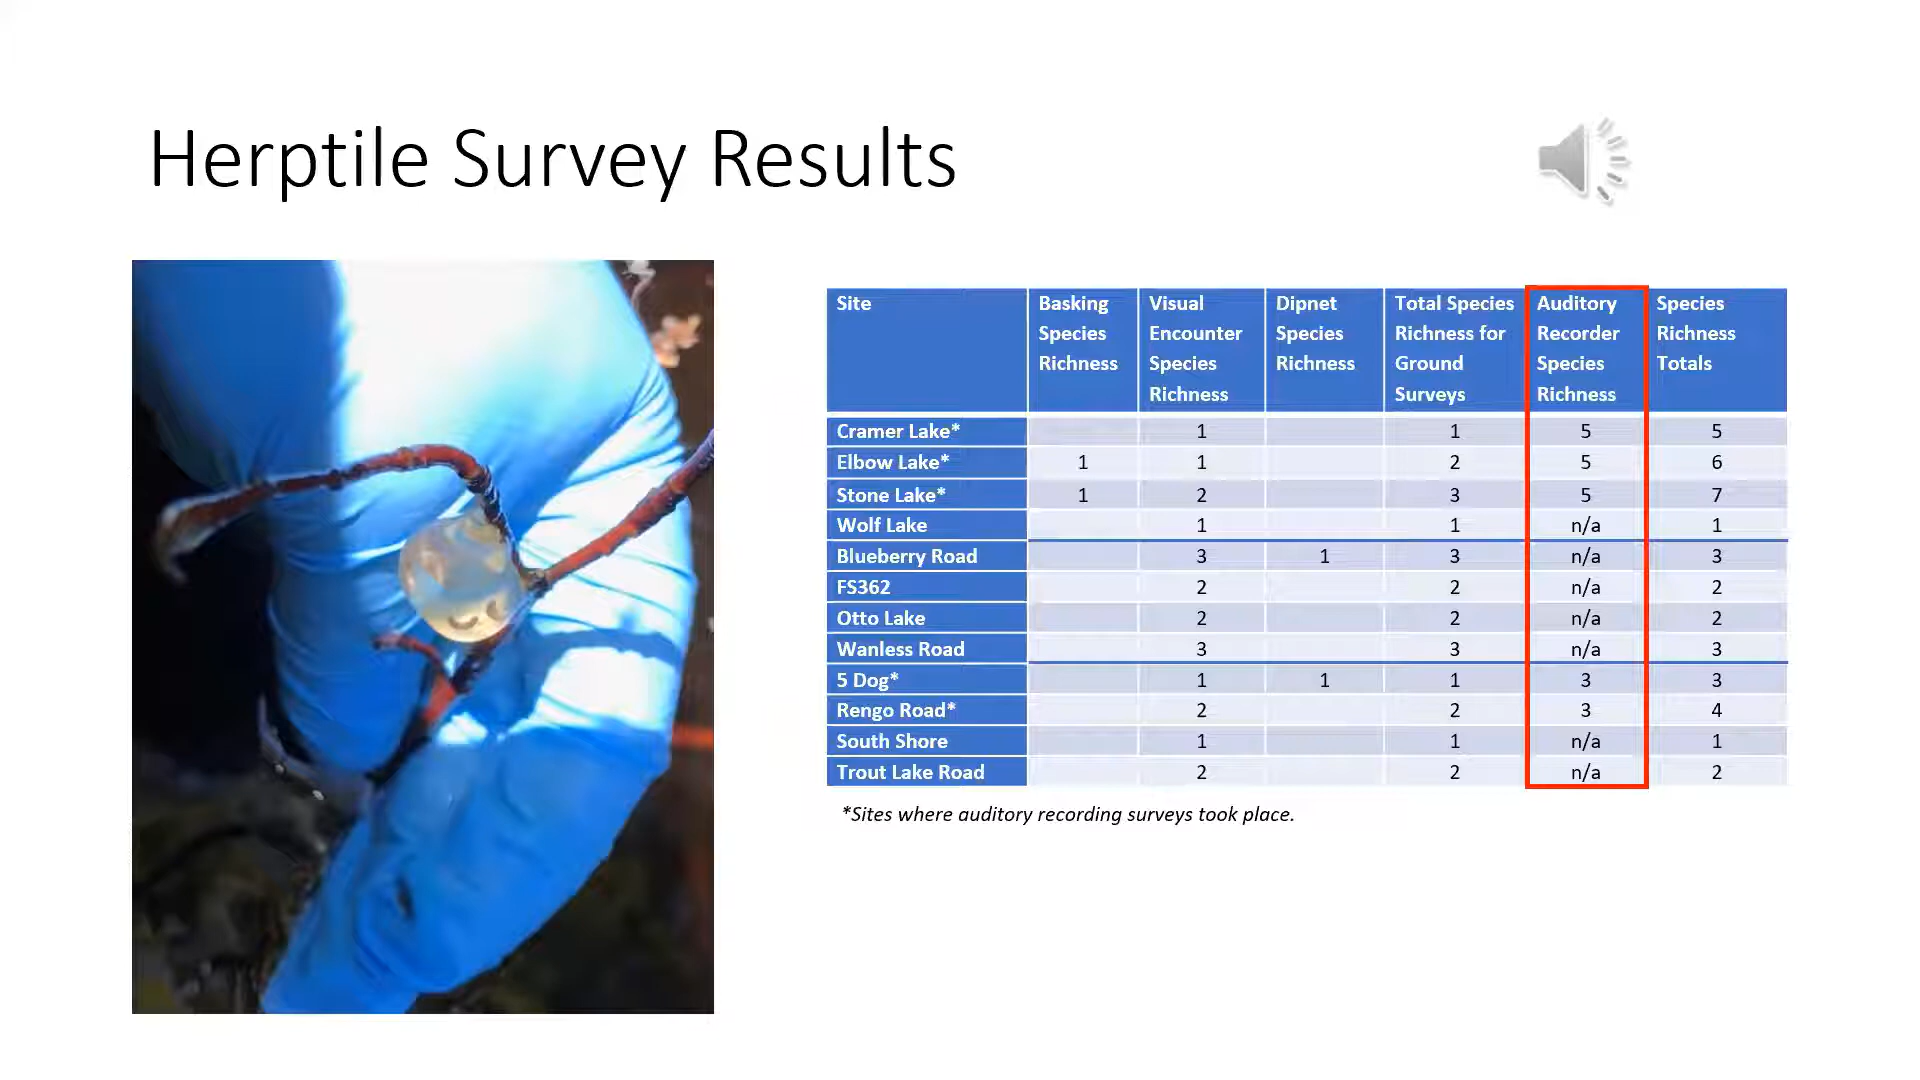 Herptile Survey Results
Site Basking Species Richness Visual Encounter Species Richness Dipnet Species Richness Total Species Richness for Ground Surveys Auditory Recorder Species Richness Species Richness Totals
Cramer Lake* 1 1 5 5
Elbow Lake* 1 1 2 5 6
Stone Lake* 1 2 3 5 7
Wolf Lake 1 1 n/a 1
Blueberry Road 3 1 3 n/a 3
FS362 2 2 n/a 2
Otto Lake 2 2 n/a 2
Wanless Road 3 3 n/a 3
5 Dog* 1 1 1 3 3
Rengo Road* 2 2 3 4
South Shore 1 1 n/a 1
Trout Lake Road 2 2 n/a 2
*Sites where auditory recording surveys took place.